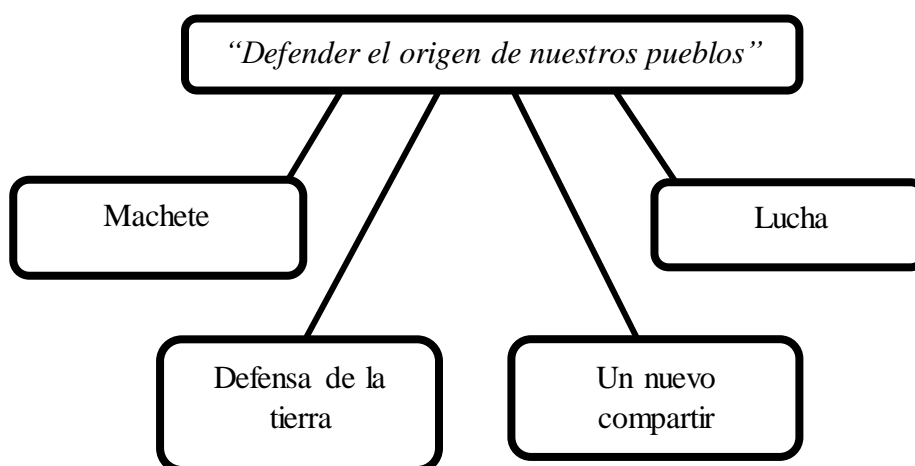 “Defender el origen de nuestros pueblos”
Machete
Lucha
Defensa de la
tierra
Un nuevo
compartir